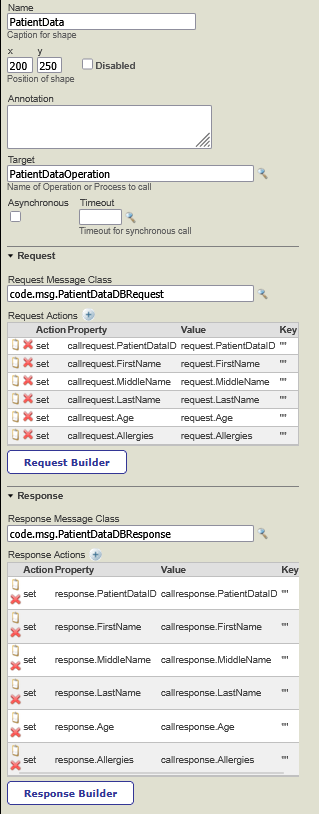 Name
PatientData
Caption for shape
x y
200 250 Disabled
Position of shape
Annotation
Target
PatientDataOperation
Name of Operation or Process to call
Asynchronous Timeout
Timeout for synchronous call
Request
Request Message Class
code.msg.PatientDataDBRequest
Request Actions
Action Property Value Key
set callrequest.PatientDataID request.PatientDataID ""
set callrequest.FirstName request.FirstName ""
set callrequest.MiddleName request.MiddleName ""
set callrequest.LastName request.LastName ""
set callrequest.Age request.Age ""
set callrequest.Allergies request.Allergies ""
Request Builder
Response
Response Message Class
code.msg.PatientDataDBResponse
Response Actions
Action Property Value Key
set response.PatientDataID callresponse.PatientDataID ""
set response.FirstName callresponse.FirstName ""
set response.MiddleName callresponse.MiddleName ""
set response.LastName callresponse.LastName ""
set response.Age callresponse.Age ""
set response.Allergies callresponse.Allergies ""
Response Builder